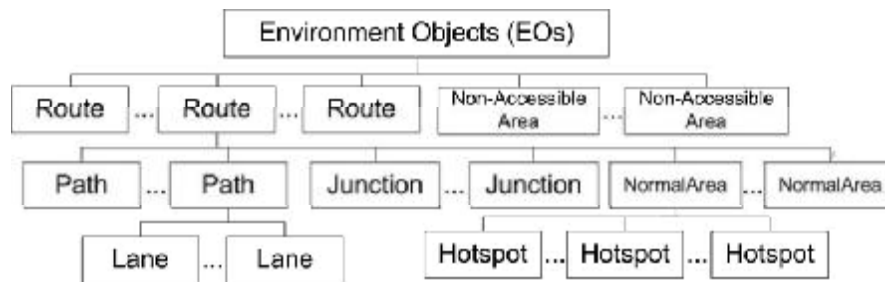 Environment Objects (EOs)
Route ... Route ... Route Non-Accessible Area ... Non-Accessible Area
Path ... Path Junction ... Junction NormalArea ... NormalArea
Lane ... Lane Hotspot ... Hotspot ... Hotspot